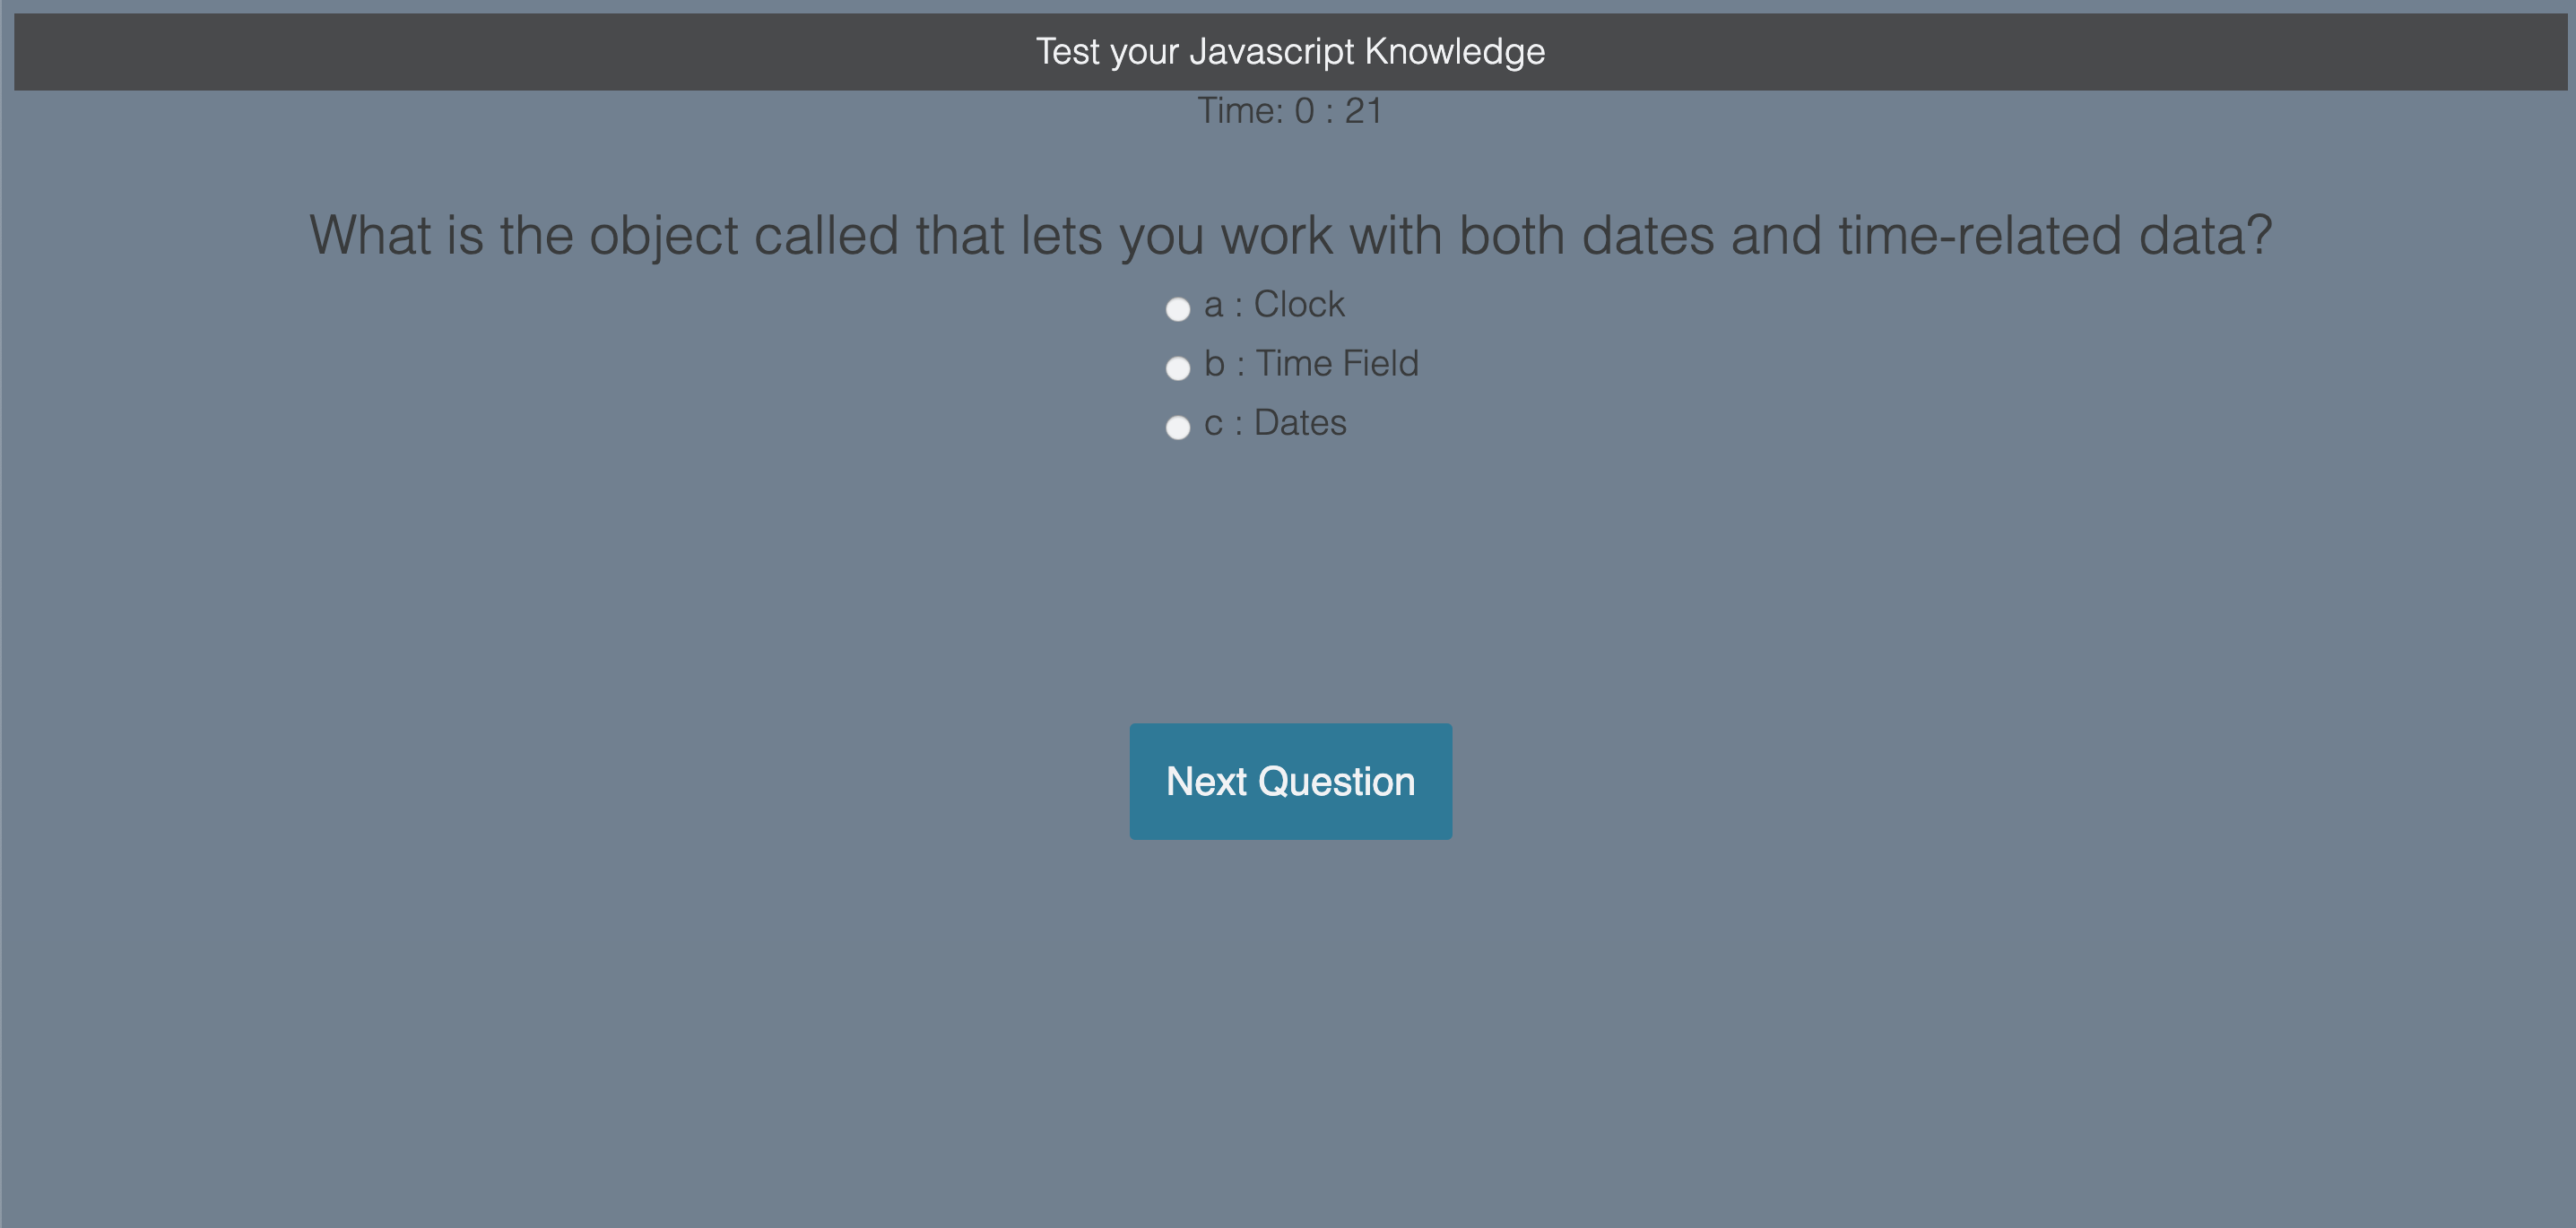 Test your Javascript Knowledge
Time: 0 : 21
What is the object called that lets you work with both dates and time-related data?
a : Clock
b : Time Field
c : Dates
Next Question